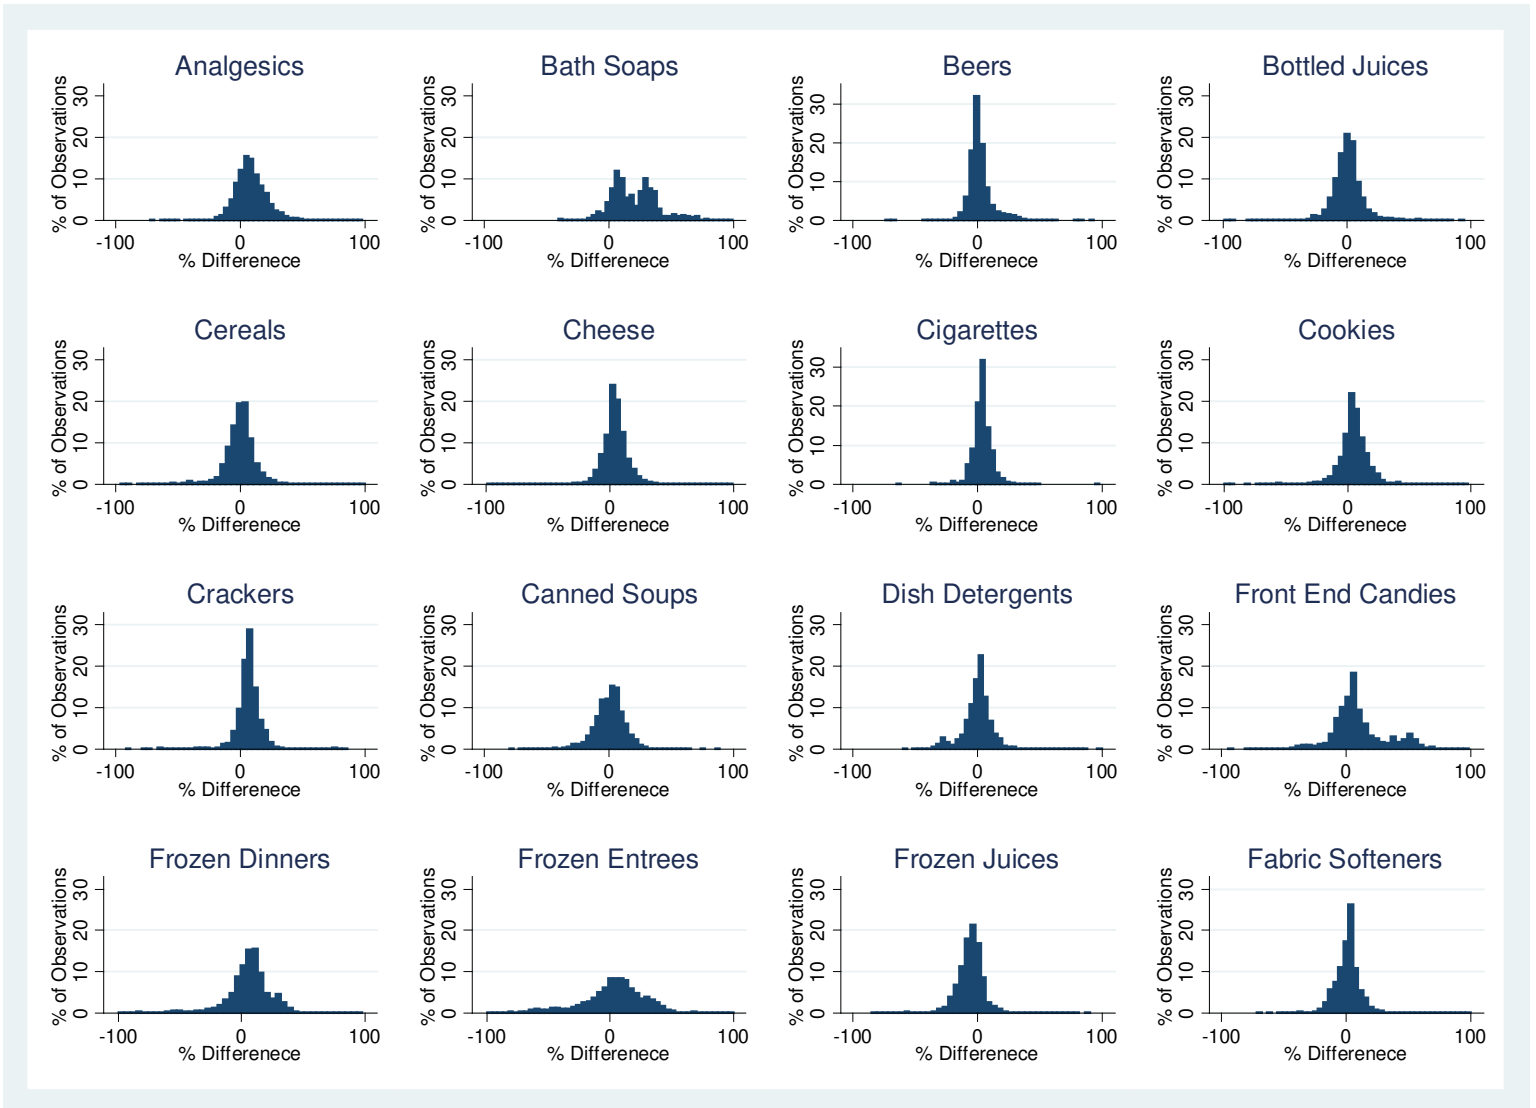 Analgesics
% of Observations
0 10 20 30
-100 0 100
% Differenece
Bath Soaps
% of Observations
0 10 20 30
-100 0 100
% Differenece
Beers
% of Observations
0 10 20 30
-100 0 100
% Differenece
Bottled Juices
% of Observations
0 10 20 30
-100 0 100
% Differenece
Cereals
% of Observations
0 10 20 30
-100 0 100
% Differenece
Cheese
% of Observations
0 10 20 30
-100 0 100
% Differenece
Cigarettes
% of Observations
0 10 20 30
-100 0 100
% Differenece
Cookies
% of Observations
0 10 20 30
-100 0 100
% Differenece
Crackers
% of Observations
0 10 20 30
-100 0 100
% Differenece
Canned Soups
% of Observations
0 10 20 30
-100 0 100
% Differenece
Dish Detergents
% of Observations
0 10 20 30
-100 0 100
% Differenece
Front End Candies
% of Observations
0 10 20 30
-100 0 100
% Differenece
Frozen Dinners
% of Observations
0 10 20 30
-100 0 100
% Differenece
Frozen Entrees
% of Observations
0 10 20 30
-100 0 100
% Differenece
Frozen Juices
% of Observations
0 10 20 30
-100 0 100
% Differenece
Fabric Softeners
% of Observations
0 10 20 30
-100 0 100
% Differenece